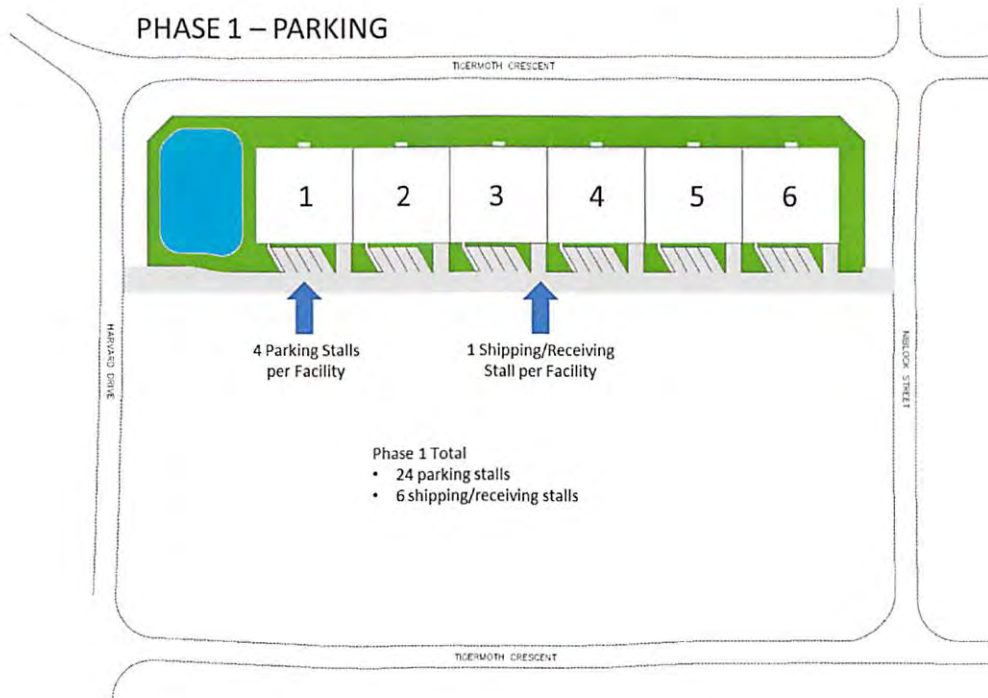 PHASE 1 – PARKING
TIGERMOTH CRESCENT
1 2 3 4 5 6
HARVARD DRIVE
NIBLOCK STREET
4 Parking Stalls
per Facility
1 Shipping/Receiving
Stall per Facility
Phase 1 Total
• 24 parking stalls
• 6 shipping/receiving stalls
TIGERMOTH CRESCENT